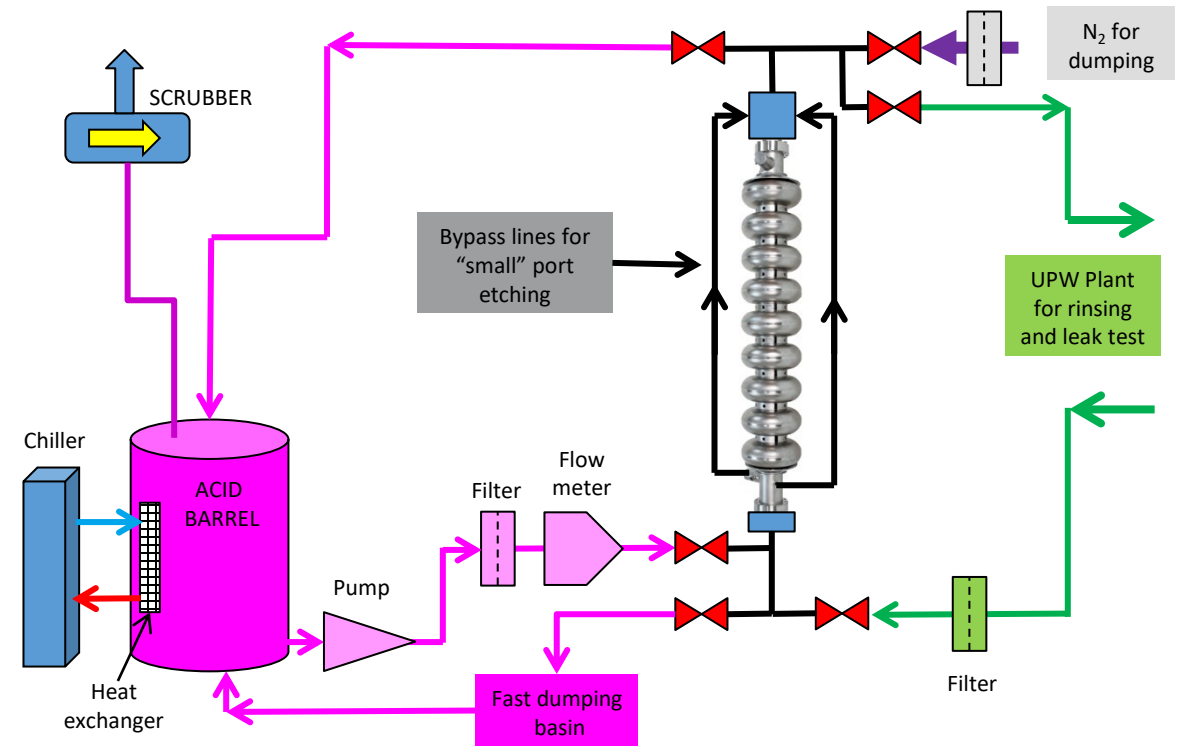 N2 for
dumping
SCRUBBER
Bypass lines for
“small” port
etching
UPW Plant
for rinsing
and leak test
Chiller
ACID
BARREL
Filter
Flow
meter
Pump
Heat
exchanger
Fast dumping
basin
Filter